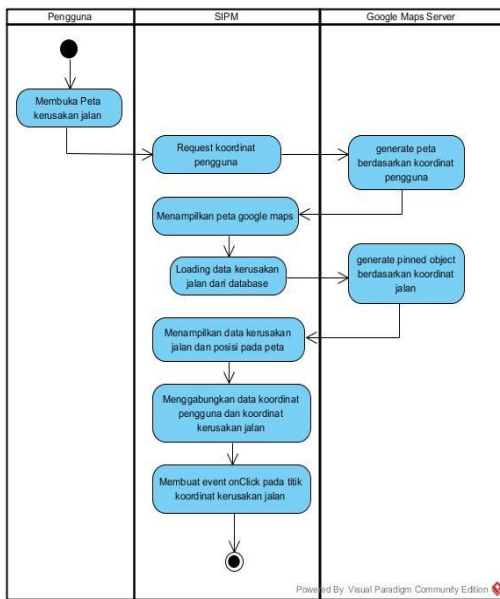 Pengguna
SIPM
Google Maps Server
Membuka Peta
kerusakan jalan
Request koordinat
pengguna
generate peta
berdasarkan koordinat
pengguna
Menampilkan peta google maps
Loading data kerusakan
jalan dari database
generate pinned object
berdasarkan koordinat
jalan
Menampilkan data kerusakan
jalan dan posisi pada peta
Menggabungkan data koordinat
pengguna dan koordinat
kerusakan jalan
Membuat event onClick pada titik
koordinat kerusakan jalan
Powered By Visual Paradigm Community Edition